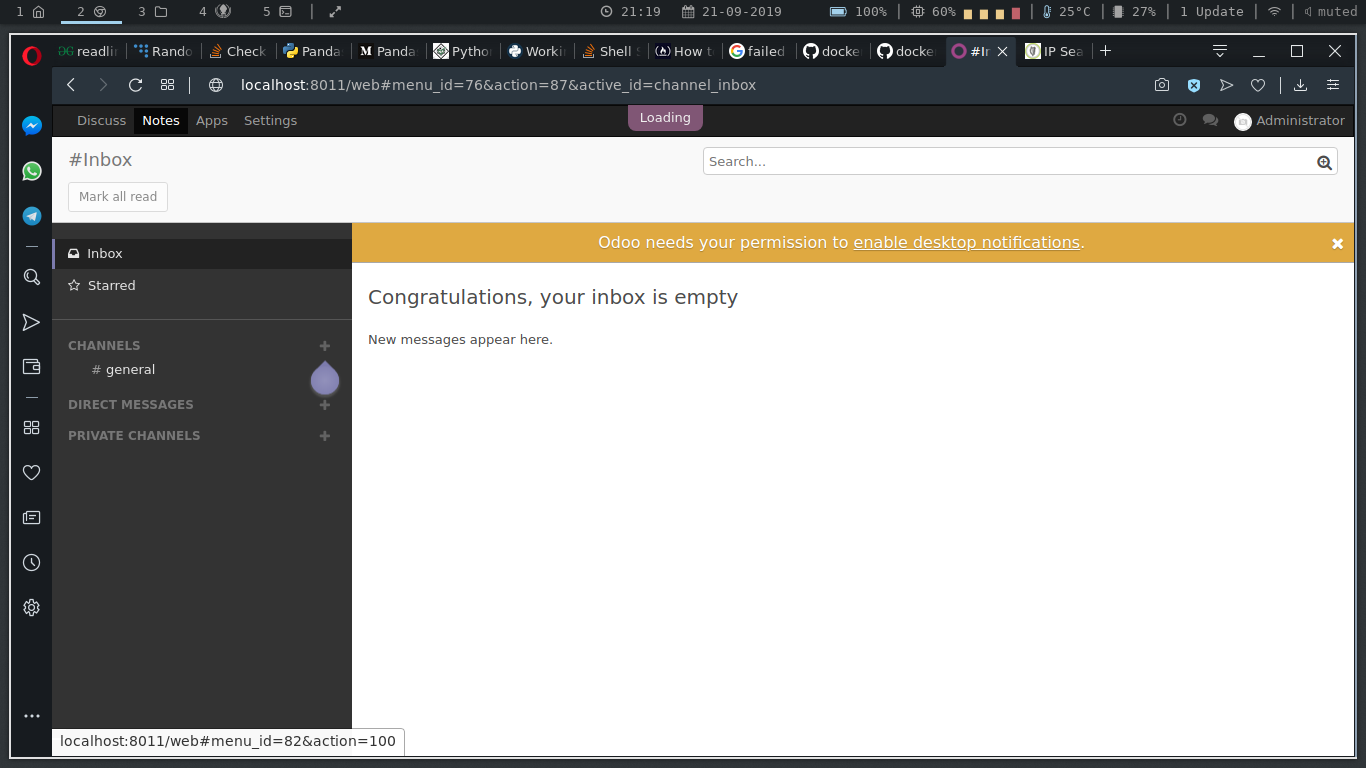 1 2 3 4 5 21:19 21-09-2019 100% 60% 25°C 27% 1 Update muted
readlin Rando Check Panda Panda Pytho Worki Shell How t failed docke docke #Ir IP Sea
localhost:8011/web#menu_id=76&action=87&active_id=channel_inbox
Discuss Notes Apps Settings Loading Administrator
#Inbox Search...
Mark all read
Odoo needs your permission to enable desktop notifications.
Inbox
Starred
Congratulations, your inbox is empty
New messages appear here.
CHANNELS
# general
DIRECT MESSAGES
PRIVATE CHANNELS
localhost:8011/web#menu_id=82&action=100